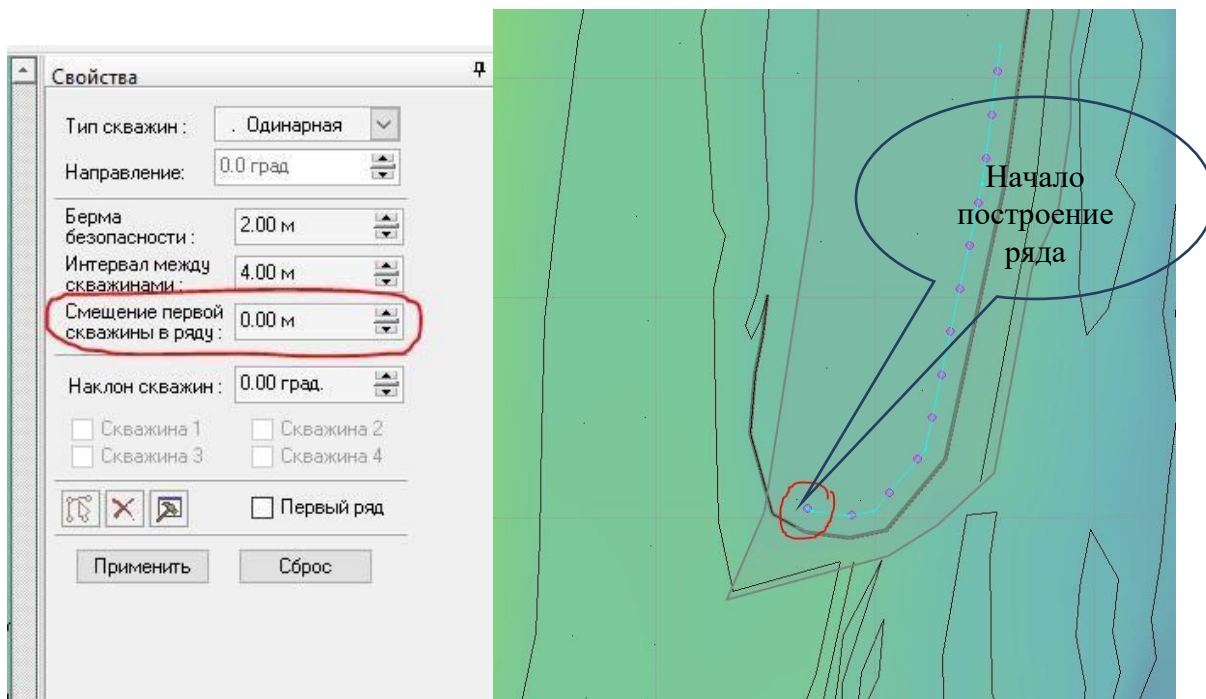 Свойства
Тип скважин :
. Одинарная
Направление:
0.0 град
Берма
безопасности :
2.00 м
Интервал между
скважинами :
4.00 м
Смещение первой
скважины в ряду :
0.00 м
Наклон скважин :
0.00 град.
Скважина 1
Скважина 2
Скважина 3
Скважина 4
Первый ряд
Применить
Сброс
Начало
построение
ряда